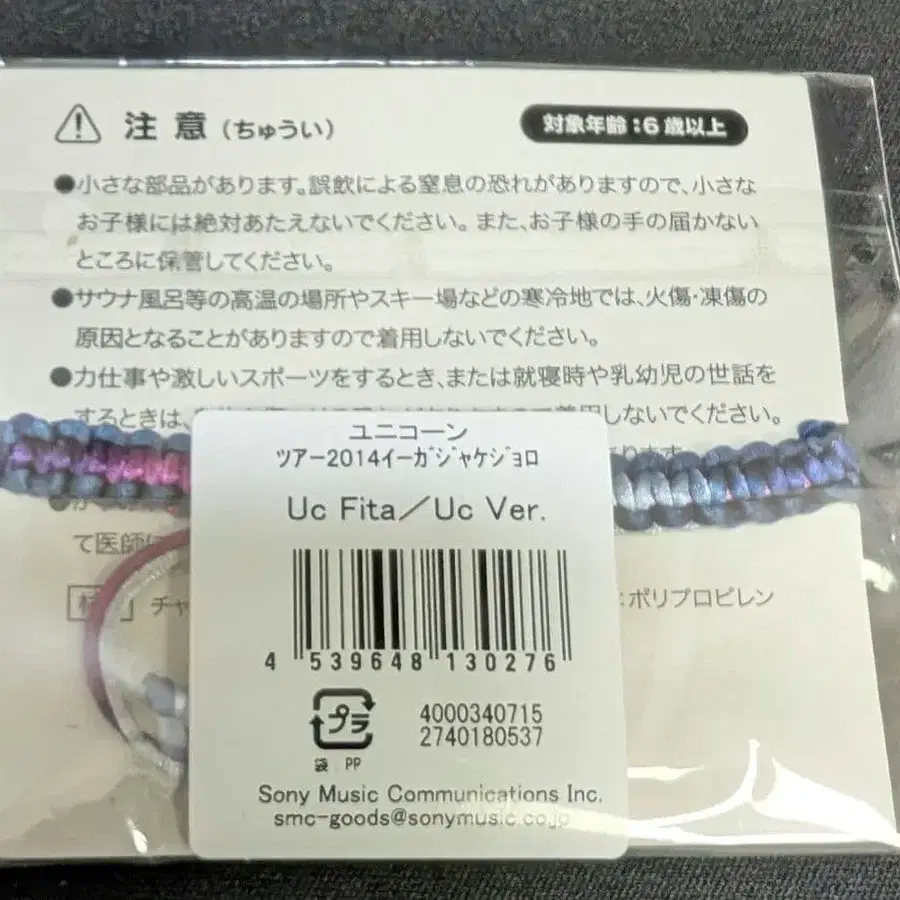 注意（ちゅうい）
対象年齢：6歳以上
●小さな部品があります。誤飲による窒息の恐れがありますので、小さな
お子様には絶対あたえないでください。また、お子様の手の届かない
ところに保管してください。
●サウナ風呂等の高温の場所やスキー場などの寒冷地では、火傷・凍傷の
原因となることがありますので着用しないでください。
●力仕事や激しいスポーツをするとき、または就寝時や乳幼児の世話を
するときは、
しないでください。
て医師に
チャ
：ポリプロピレン
ユニコーン
ツアー2014イーガジャケジョロ
Uc Fita／Uc Ver.
4 539648 130276
プラ
袋 PP
4000340715
2740180537
Sony Music Communications Inc.
smc-goods@sonymusic.co.jp